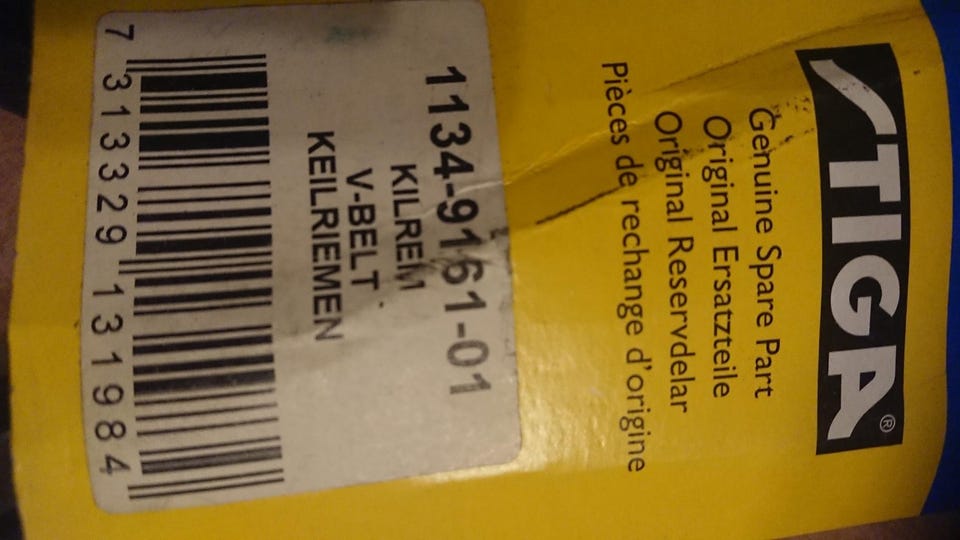 STIGA®
Genuine Spare Part
Original Ersatzteile
Original Reservdelar
Pièces de rechange d'origine
1134-9161-01
KILREM
V-BELT
KEILRIEMEN
7 313329 131984